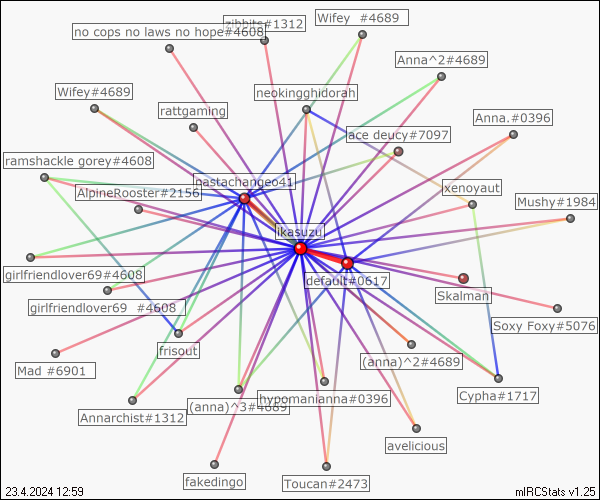 Wifey  #4689
zibbits#1312
no cops no laws no hope#4608
Anna^2#4689
Wifey#4689
neokingghidorah
rattgaming
Anna.#0396
ace deucy#7097
ramshackle gorey#4608
pastachange041
xenoyaut
AlpineRooster#2156
Mushy#1984
ikasuzu
girlfriendlover69#4608
default#0617
Skalman
girlfriendlover69  #4608
Soxy Foxy#5076
frisout
(anna)^2#4689
Mad #6901
hypomanianna#0396
Cypha#1717
(anna)^3#4689
Annarchist#1312
avelicious
fakedingo
Toucan#2473
23.4.2024 12:59
mIRCStats v1.25